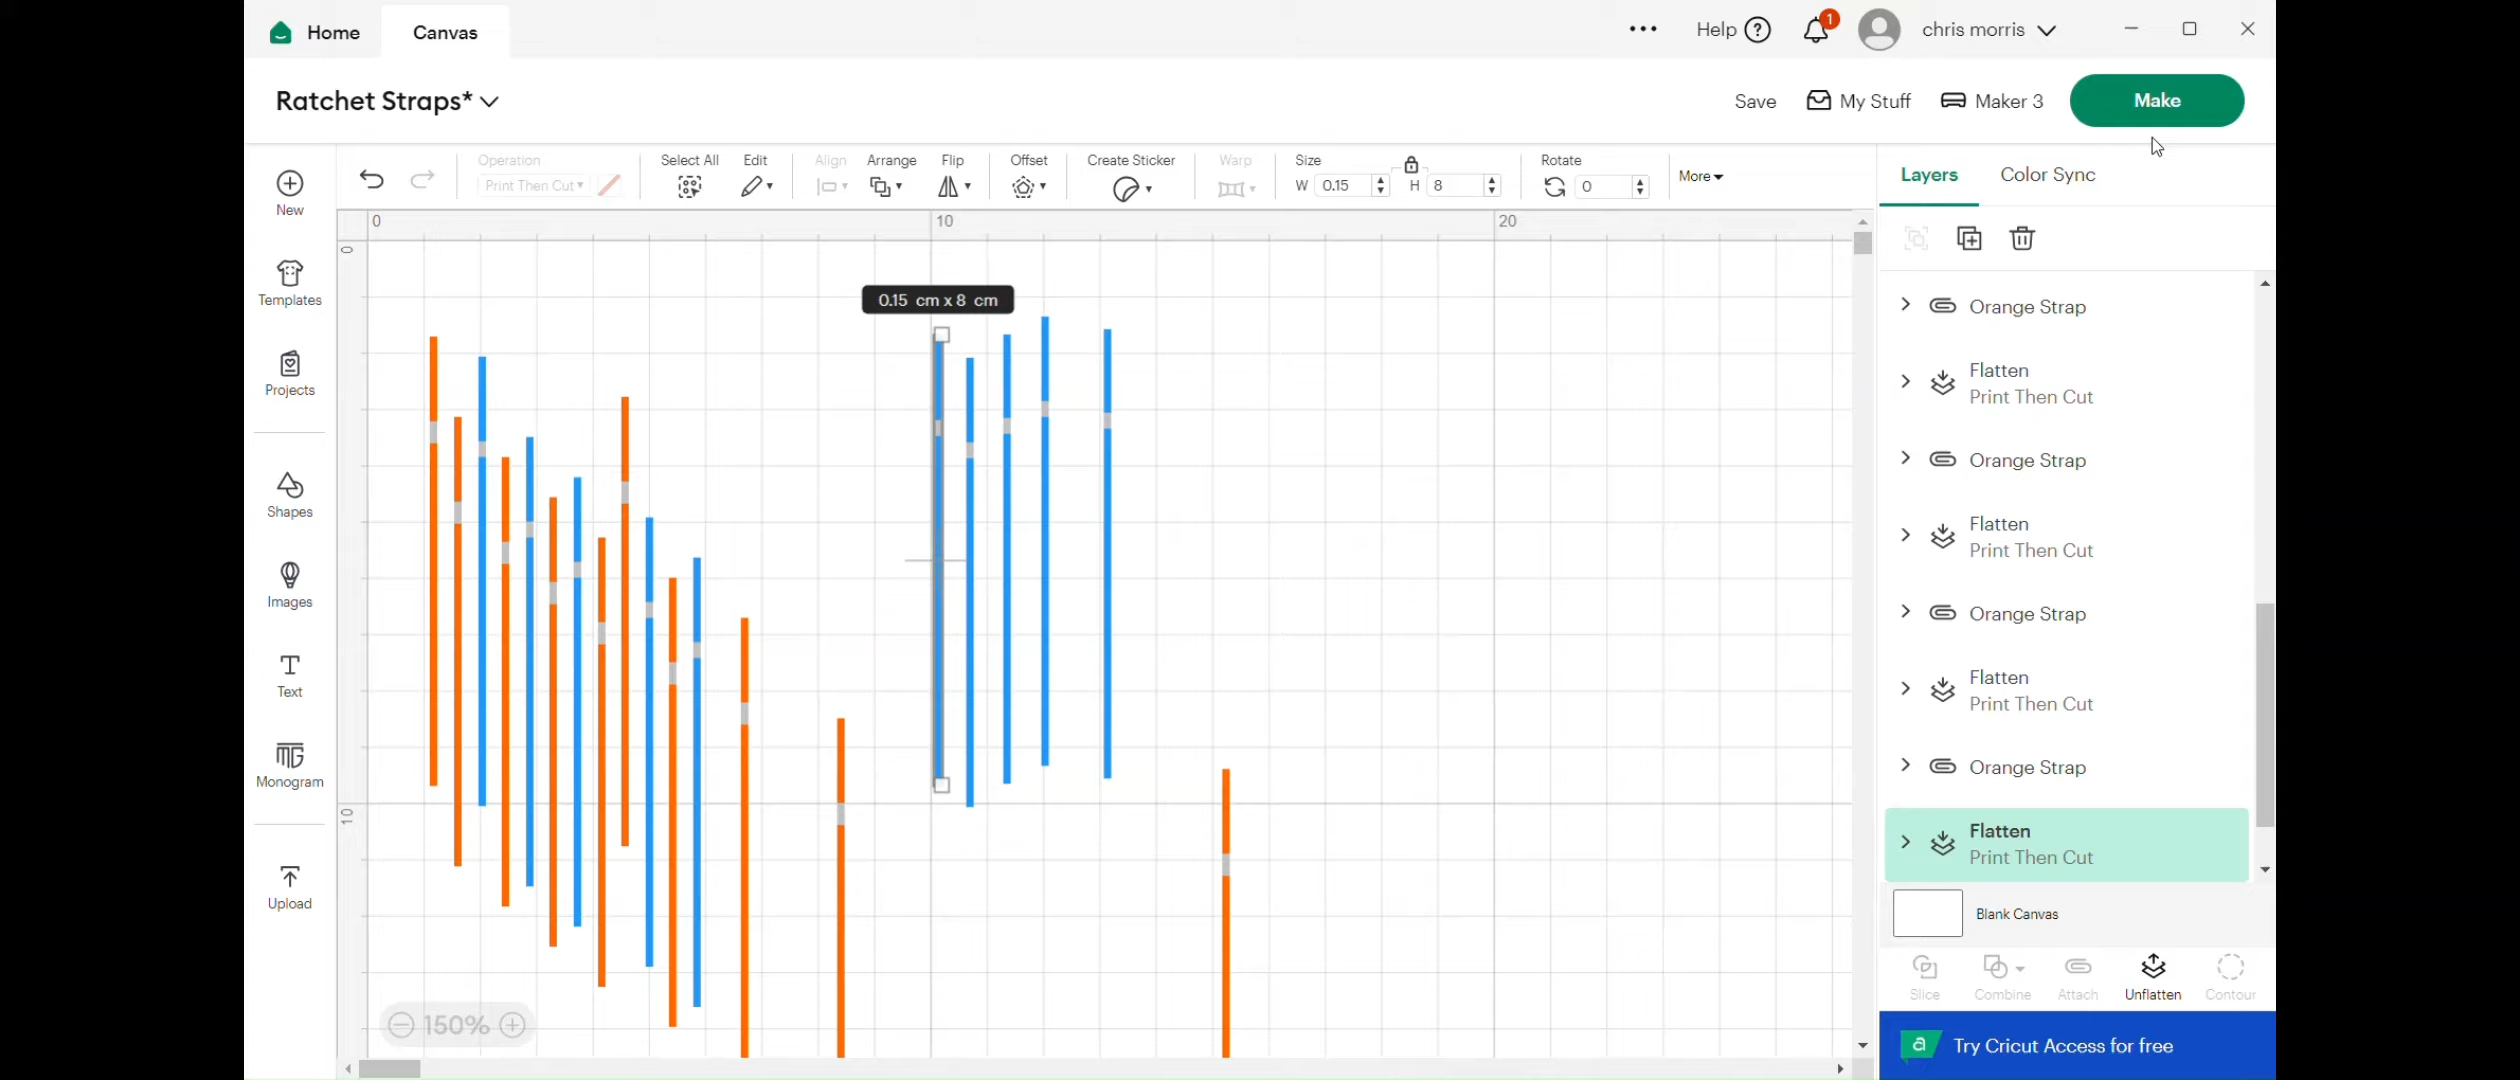 Home
Canvas
Help ?
1
chris morris
Ratchet Straps*
Save
My Stuff
Maker 3
Make
New
Templates
Projects
Shapes
Images
Text
Monogram
Upload
Operation
Print Then Cut
Select All
Edit
Align
Arrange
Flip
Offset
Create Sticker
Warp
Size
W 0.15
H 8
Rotate
0
More
0
10
20
0
10
0.15 cm x 8 cm
150%
Layers
Color Sync
Orange Strap
Flatten
Print Then Cut
Orange Strap
Flatten
Print Then Cut
Orange Strap
Flatten
Print Then Cut
Orange Strap
Flatten
Print Then Cut
Blank Canvas
Slice
Combine
Attach
Unflatten
Contour
a
Try Cricut Access for free